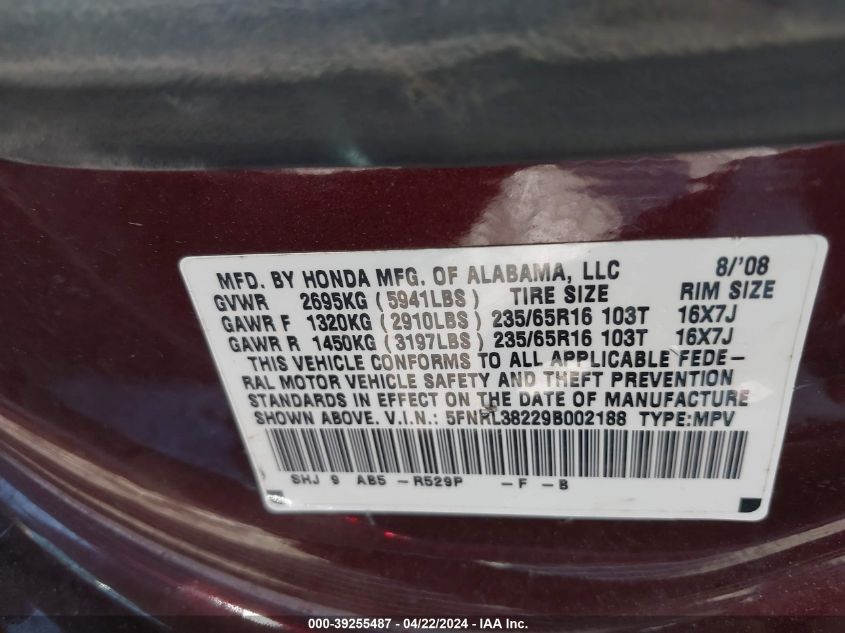 MFD. BY HONDA MFG. OF ALABAMA, LLC 8/'08
GVWR 2695KG (5941LBS) TIRE SIZE RIM SIZE
GAWR F 1320KG (2910LBS) 235/65R16 103T 16X7J
GAWR R 1450KG (3197LBS) 235/65R16 103T 16X7J
THIS VEHICLE CONFORMS TO ALL APPLICABLE FEDE-
RAL MOTOR VEHICLE SAFETY AND THEFT PREVENTION
STANDARDS IN EFFECT ON THE DATE OF MANUFACTURE
SHOWN ABOVE. V.I.N.: 5FNRL38229B002188 TYPE:MPV
SHJ 9 AB5 -R529P -F -B
000-39255487 - 04/22/2024 - IAA Inc.